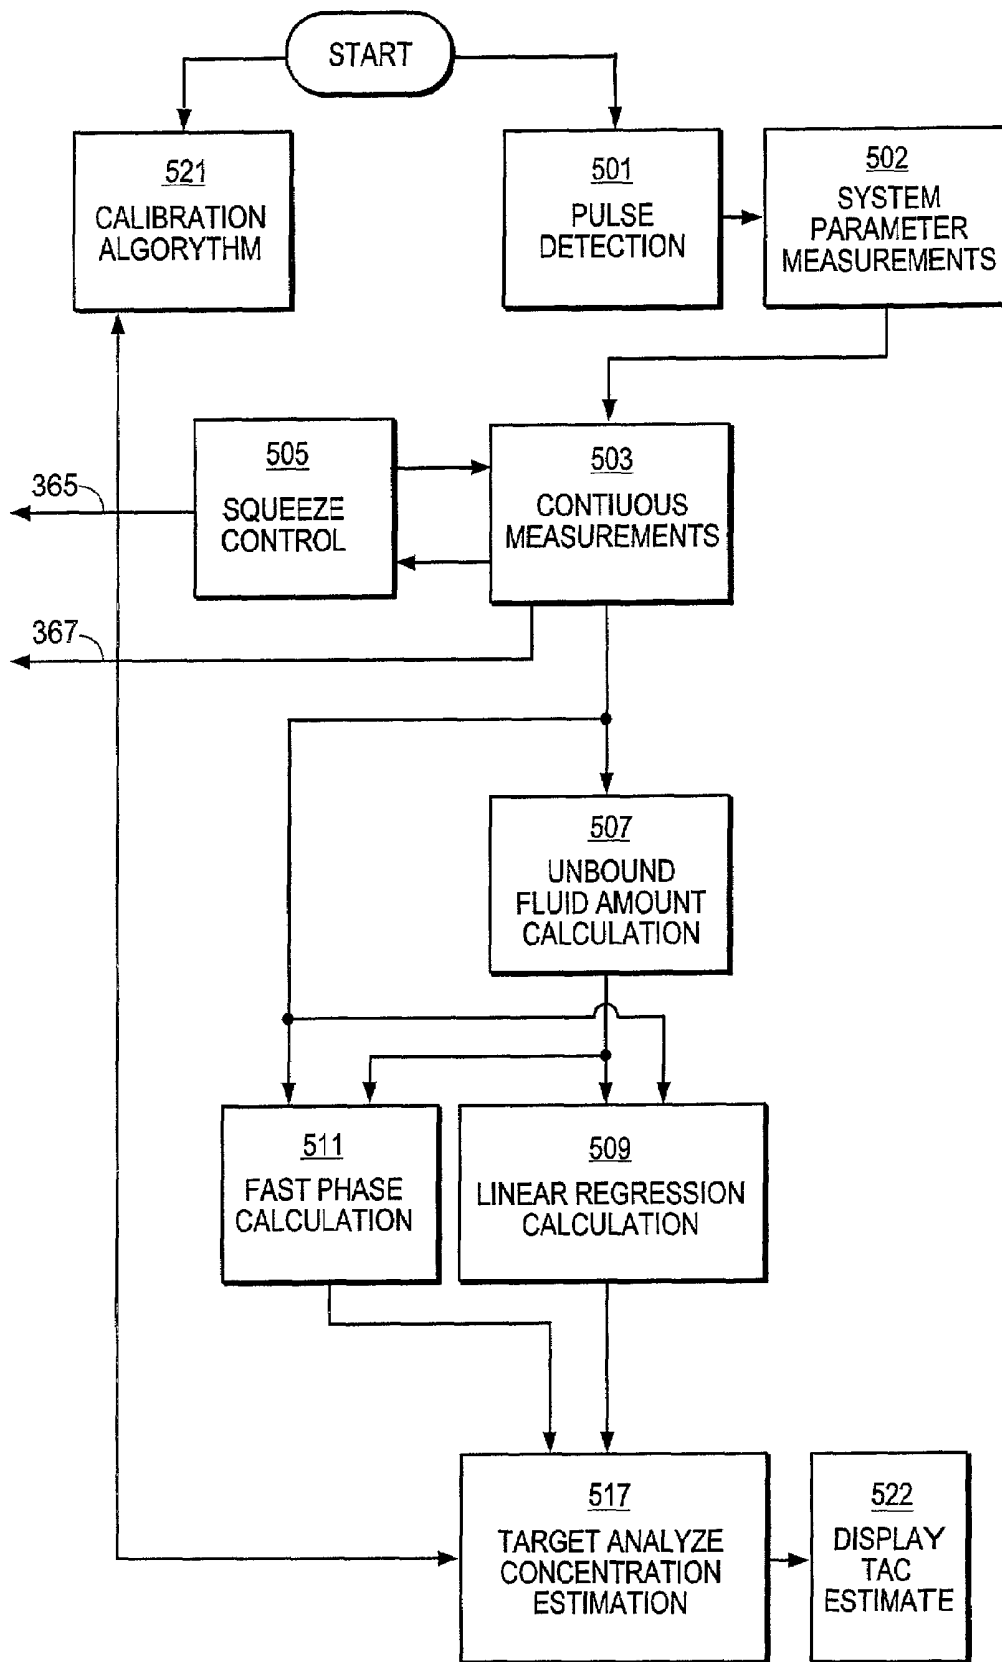 START
521
CALIBRATION
ALGORYTHM
501
PULSE
DETECTION
502
SYSTEM
PARAMETER
MEASUREMENTS
505
SQUEEZE
CONTROL
503
CONTIUOUS
MEASUREMENTS
365
367
507
UNBOUND
FLUID AMOUNT
CALCULATION
511
FAST PHASE
CALCULATION
509
LINEAR REGRESSION
CALCULATION
517
TARGET ANALYZE
CONCENTRATION
ESTIMATION
522
DISPLAY
TAC
ESTIMATE